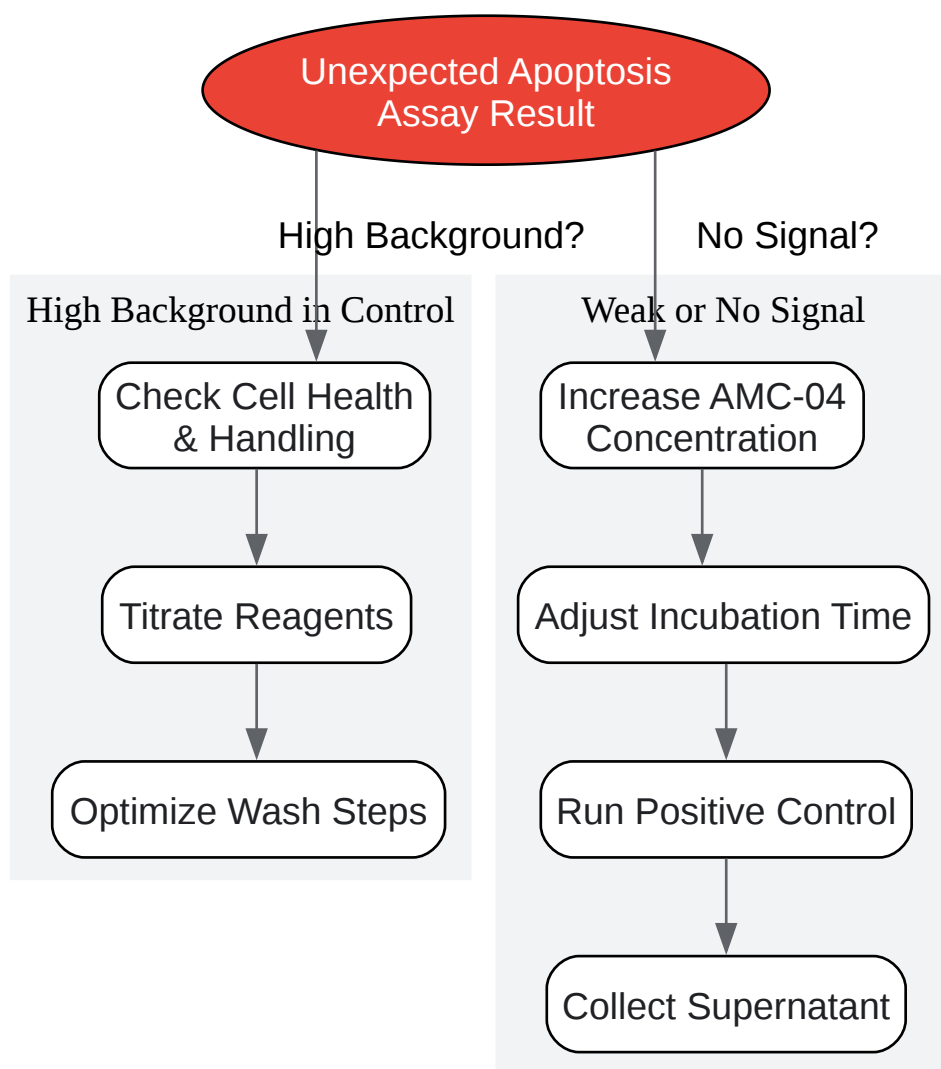 Unexpected Apoptosis
Assay Result
High Background?
No Signal?
High Background in Control
Check Cell Health
& Handling
Titrate Reagents
Optimize Wash Steps
Weak or No Signal
Increase AMC-04
Concentration
Adjust Incubation Time
Run Positive Control
Collect Supernatant